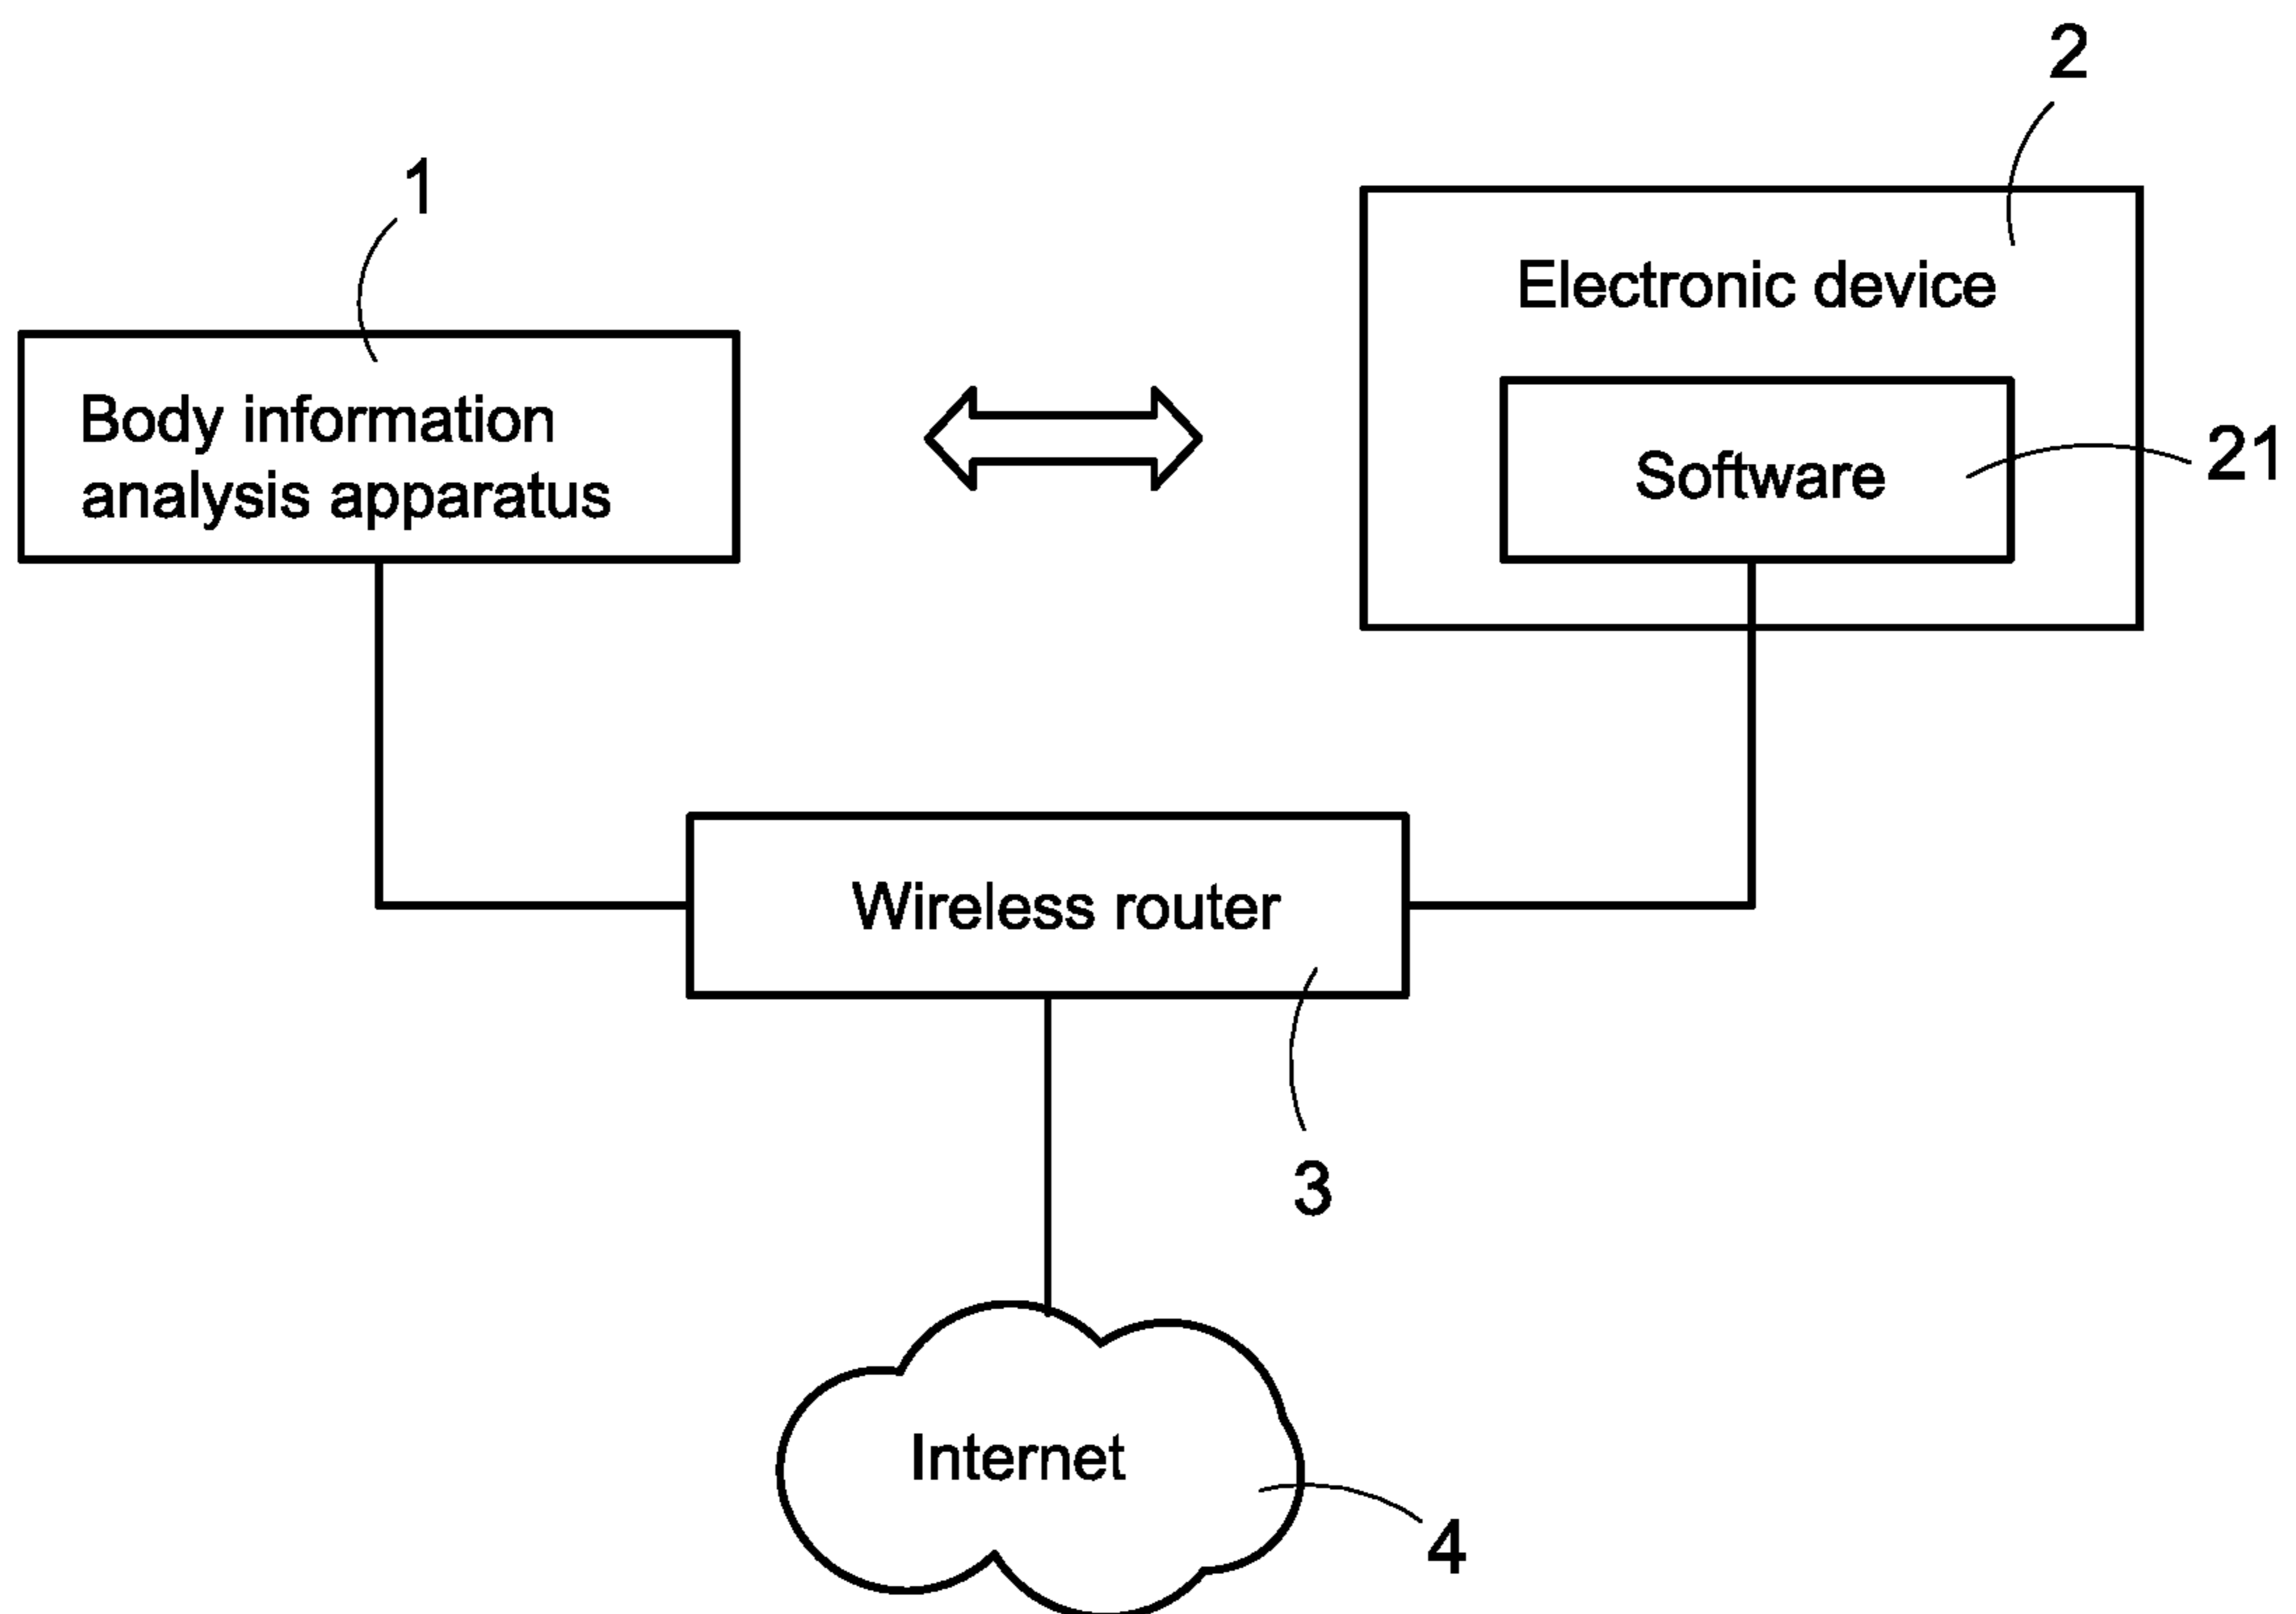 2
1
Electronic device
Body information
analysis apparatus
Software
21
Wireless router
3
Internet
4